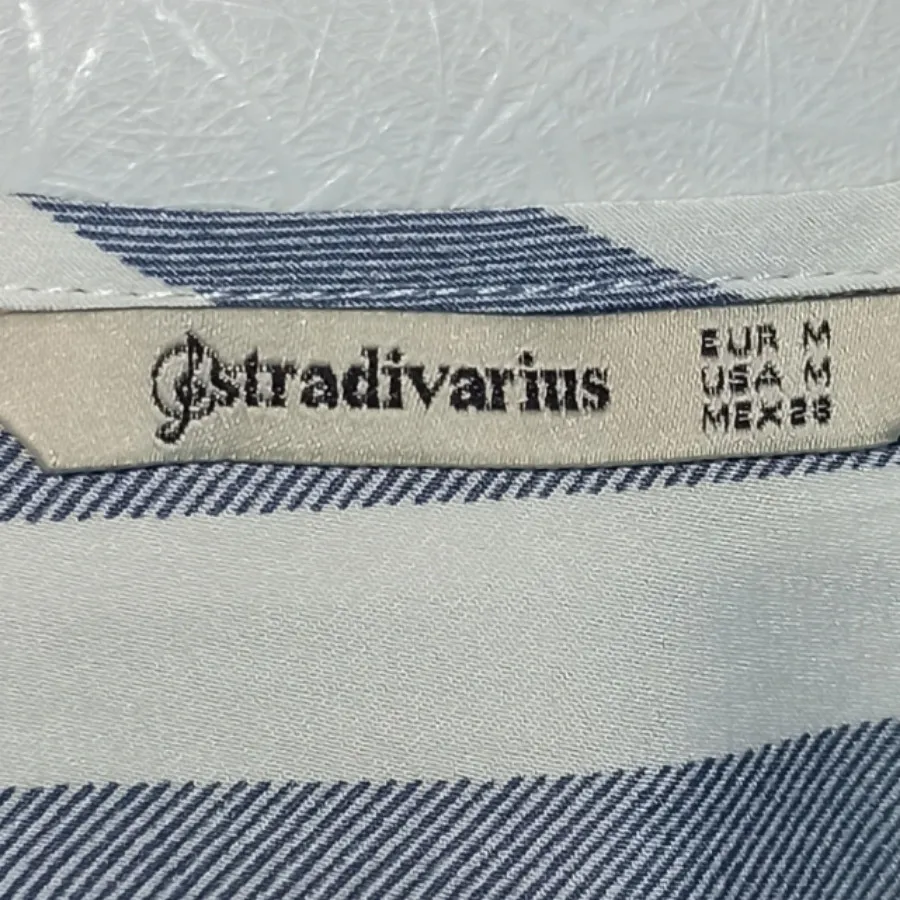 stradivarius
EUR M
USA M
MEX 28